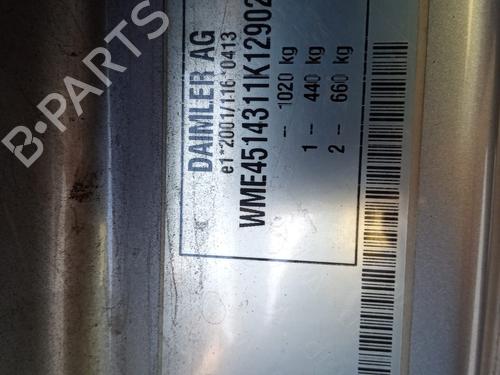 DAIMLER AG
e1*2001/116*0413
WME4514311K12902
-- 1020 kg
1 -- 440 kg
2 -- 660 kg
B-PARTS